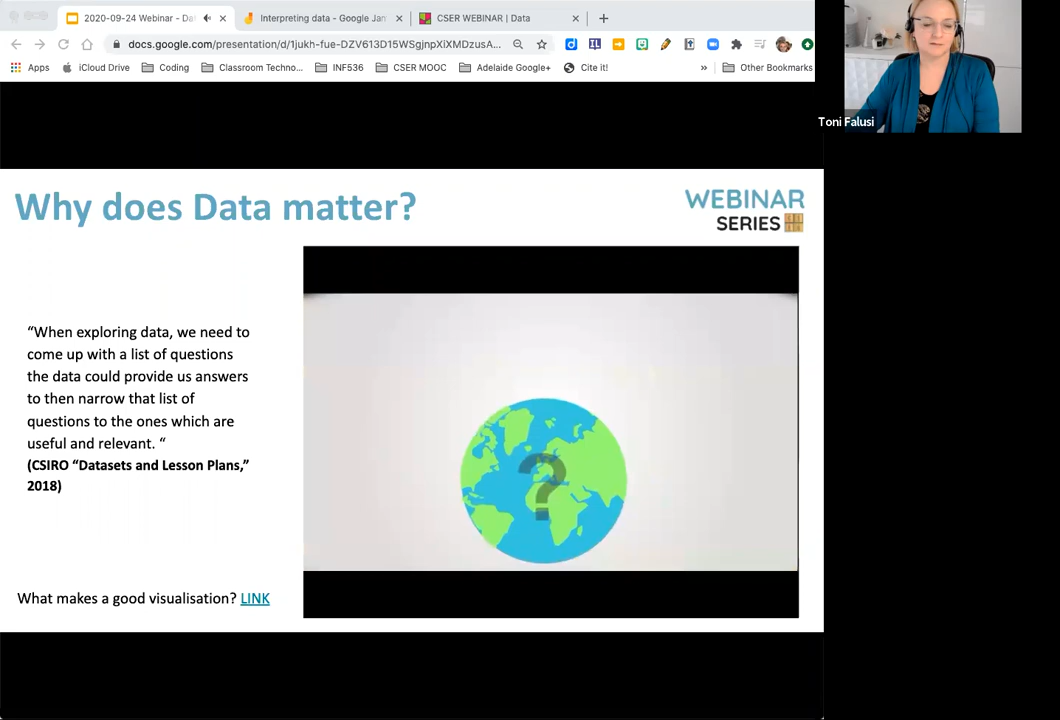 2020-09-24 Webinar - Da
Interpreting data - Google Jam
CSER WEBINAR | Data
docs.google.com/presentation/d/1jukh-fue-DZV613D15WSgjnpXiXMDzusA...
Apps
iCloud Drive
Coding
Classroom Techno...
INF536
CSER MOOC
Adelaide Google+
Cite it!
»
Other Bookmarks
Toni Falusi
Why does Data matter?
WEBINAR
SERIES
“When exploring data, we need to
come up with a list of questions
the data could provide us answers
to then narrow that list of
questions to the ones which are
useful and relevant. “
(CSIRO “Datasets and Lesson Plans,”
2018)
?
What makes a good visualisation? LINK